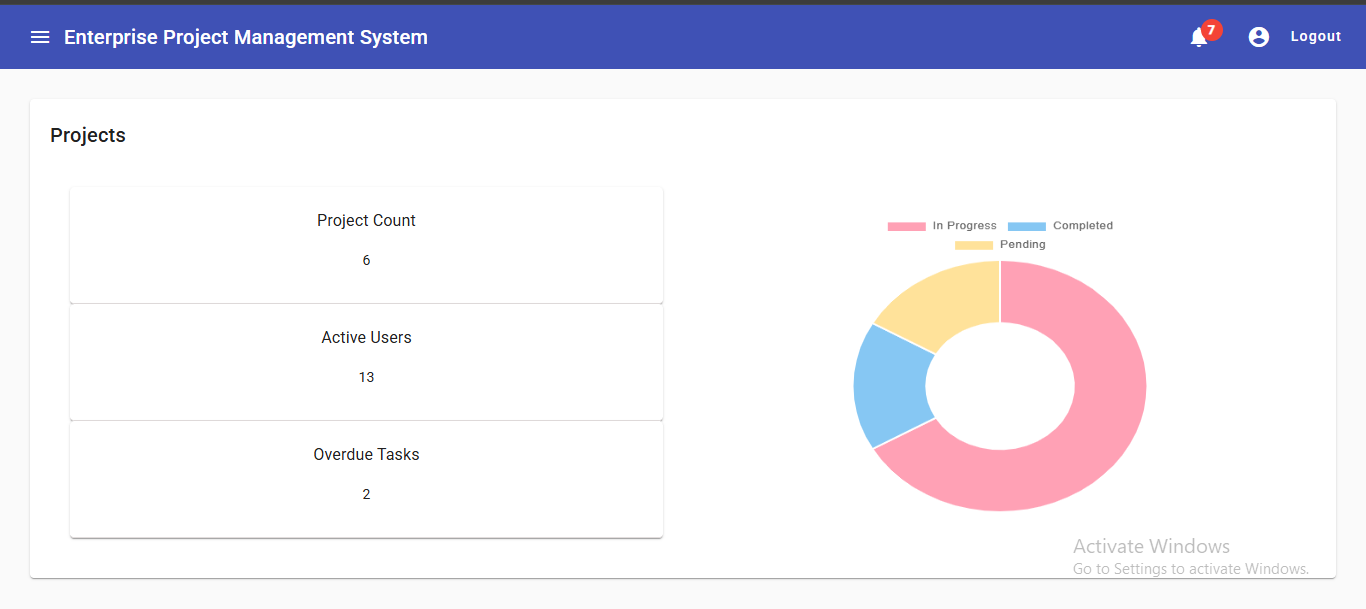 Enterprise Project Management System
7
Logout
Projects
Project Count
6
Active Users
13
Overdue Tasks
2
In Progress Completed
Pending
Activate Windows
Go to Settings to activate Windows.